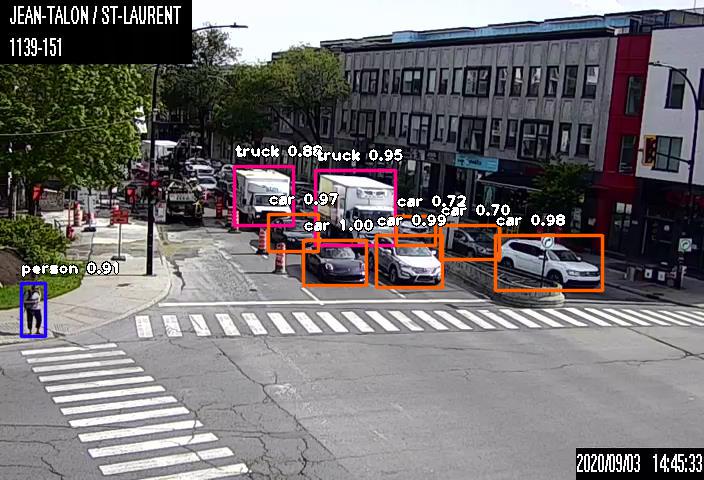 JEAN-TALON / ST-LAURENT
1139-151
truck 0.88
truck 0.95
car 0.97
car 0.72
car 1.00
car 0.99
car 0.70
car 0.98
person 0.91
2020/09/03 14:45:33